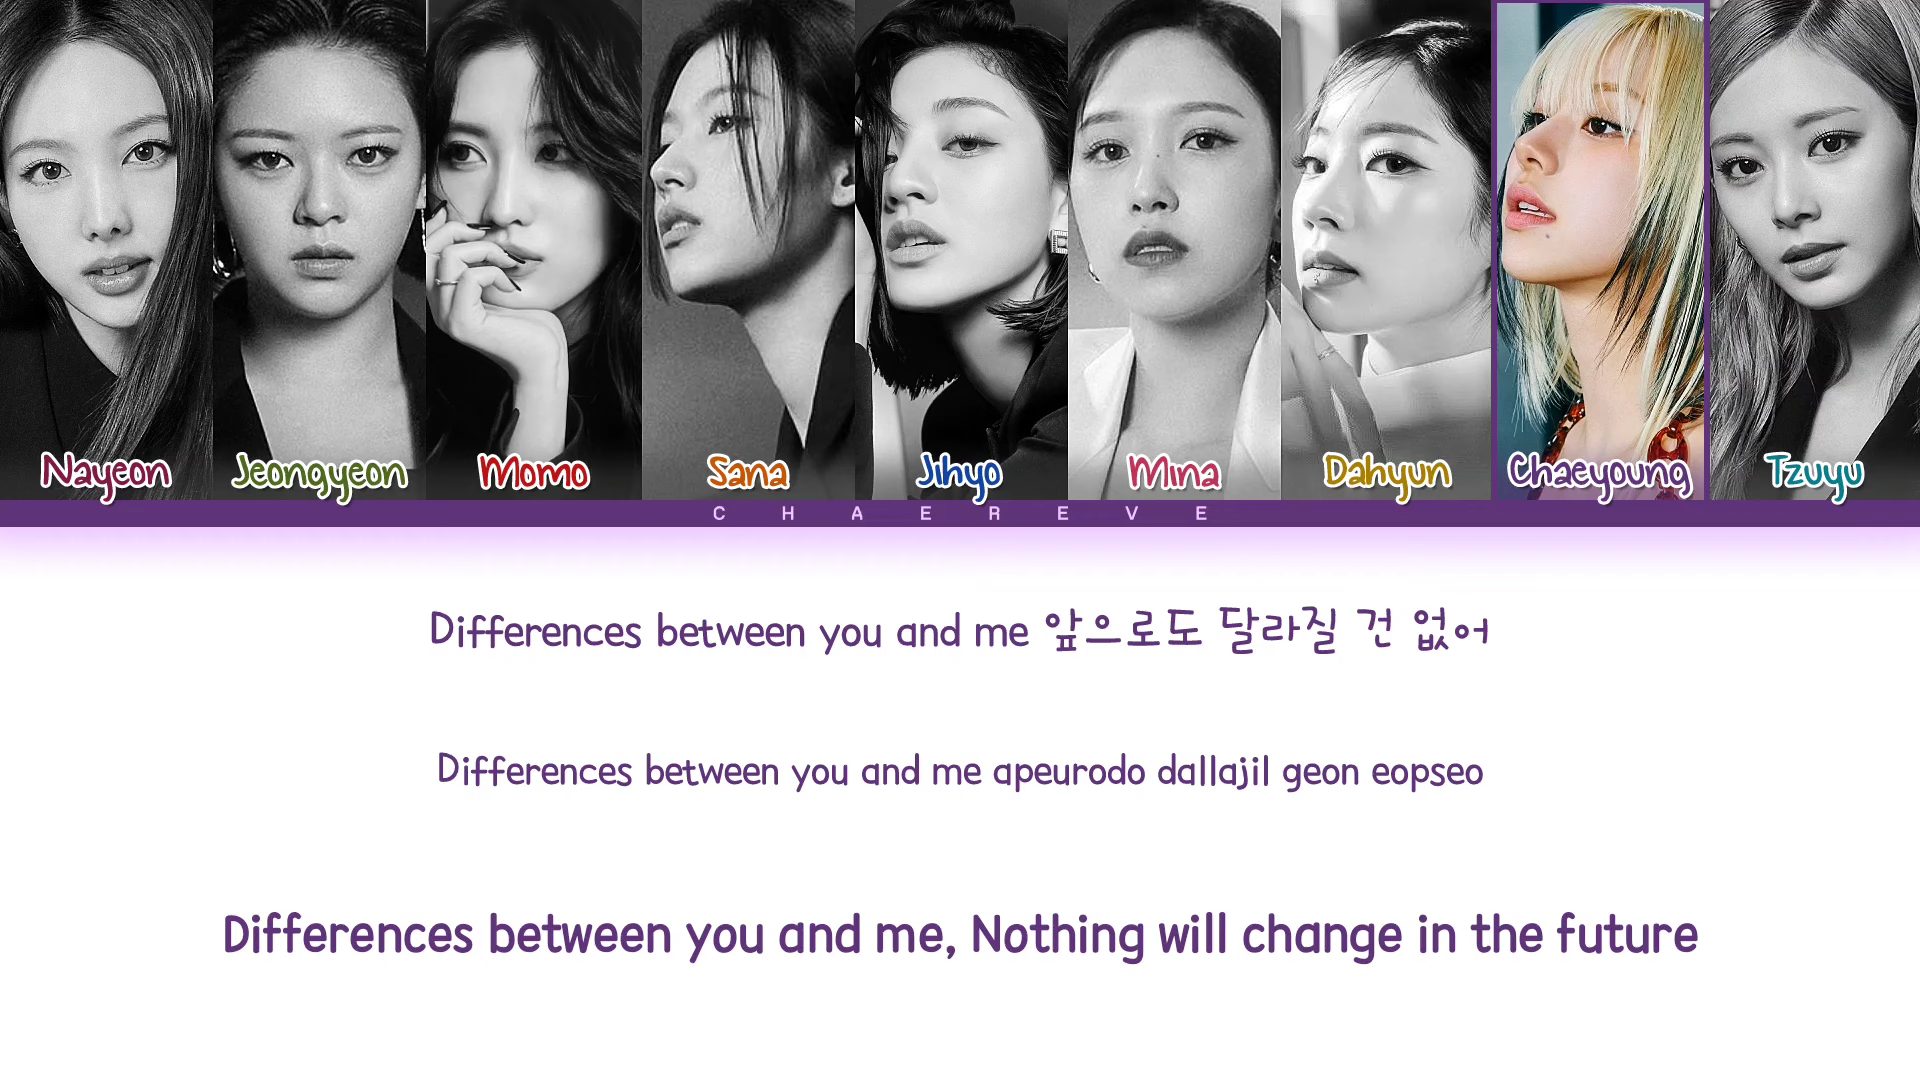 Nayeon Jeongyeon Momo Sana Jihyo Mina Dahyun Chaeyoung Tzuyu
CHAEREVE
Differences between you and me 앞으로도 달라질 건 없어
Differences between you and me apeurodo dallajil geon eopseo
Differences between you and me, Nothing will change in the future